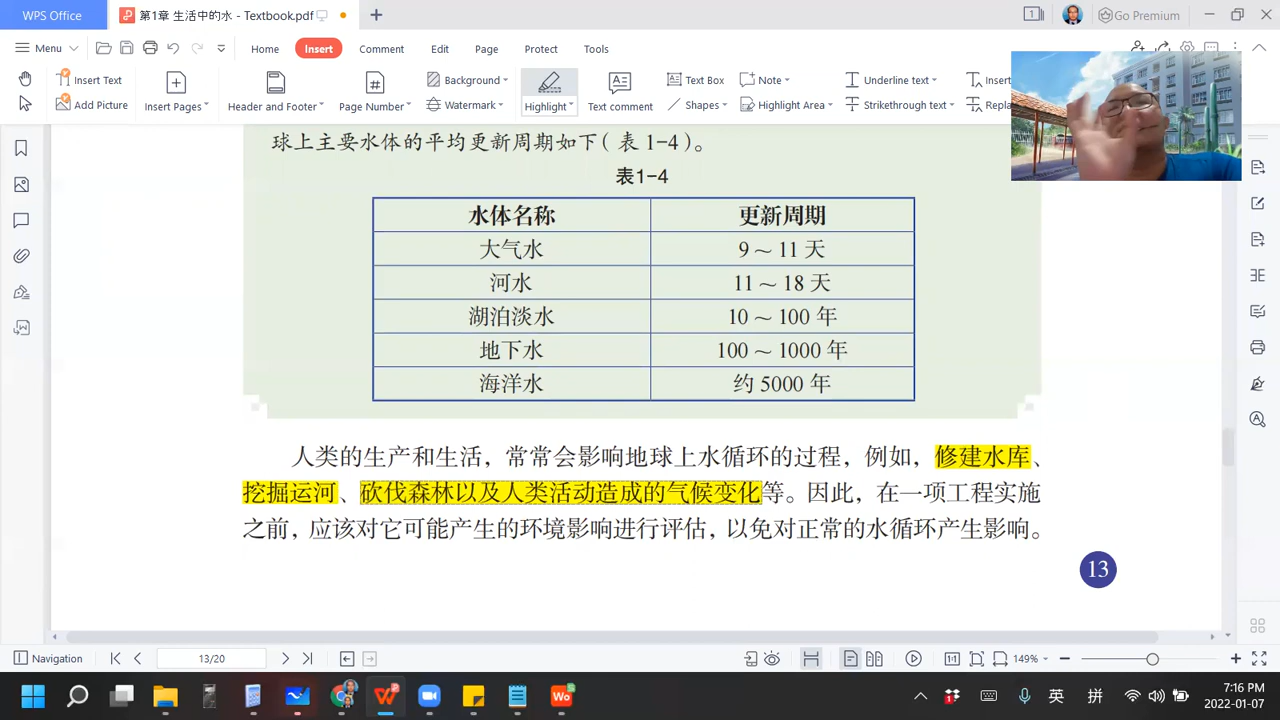 WPS Office
第1章 生活中的水 - Textbook.pdf
1
Go Premium
Menu
Home
Insert
Comment
Edit
Page
Protect
Tools
Insert Text
Add Picture
Insert Pages
Header and Footer
Page Number
Background
Watermark
Highlight
Text comment
Text Box
Shapes
Note
Highlight Area
Underline text
Strikethrough text
Insert
Repla
球上主要水体的平均更新周期如下（表 1-4）。
表1-4
水体名称 更新周期
大气水 9 ～ 11 天
河水 11 ～ 18 天
湖泊淡水 10 ～ 100 年
地下水 100 ～ 1000 年
海洋水 约 5000 年
人类的生产和生活，常常会影响地球上水循环的过程，例如，修建水库、
挖掘运河、砍伐森林以及人类活动造成的气候变化等。因此，在一项工程实施
之前，应该对它可能产生的环境影响进行评估，以免对正常的水循环产生影响。
13
Navigation
13/20
149%
英
拼
7:16 PM
2022-01-07